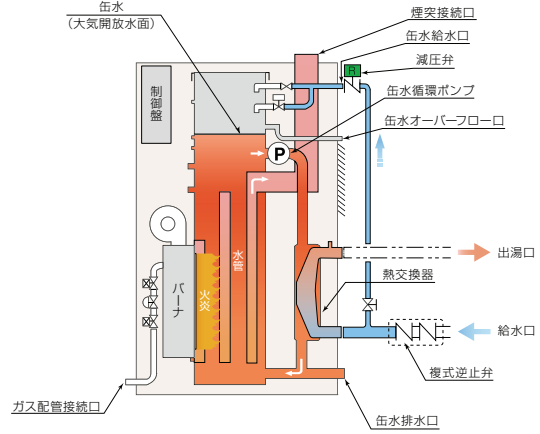 缶水
(大気開放水面)
煙突接続口
缶水給水口
減圧弁
R
缶水循環ポンプ
制御盤
缶水オーバーフロー口
P
水管
出湯口
熱交換器
バーナ
火炎
給水口
複式逆止弁
ガス配管接続口
缶水排水口